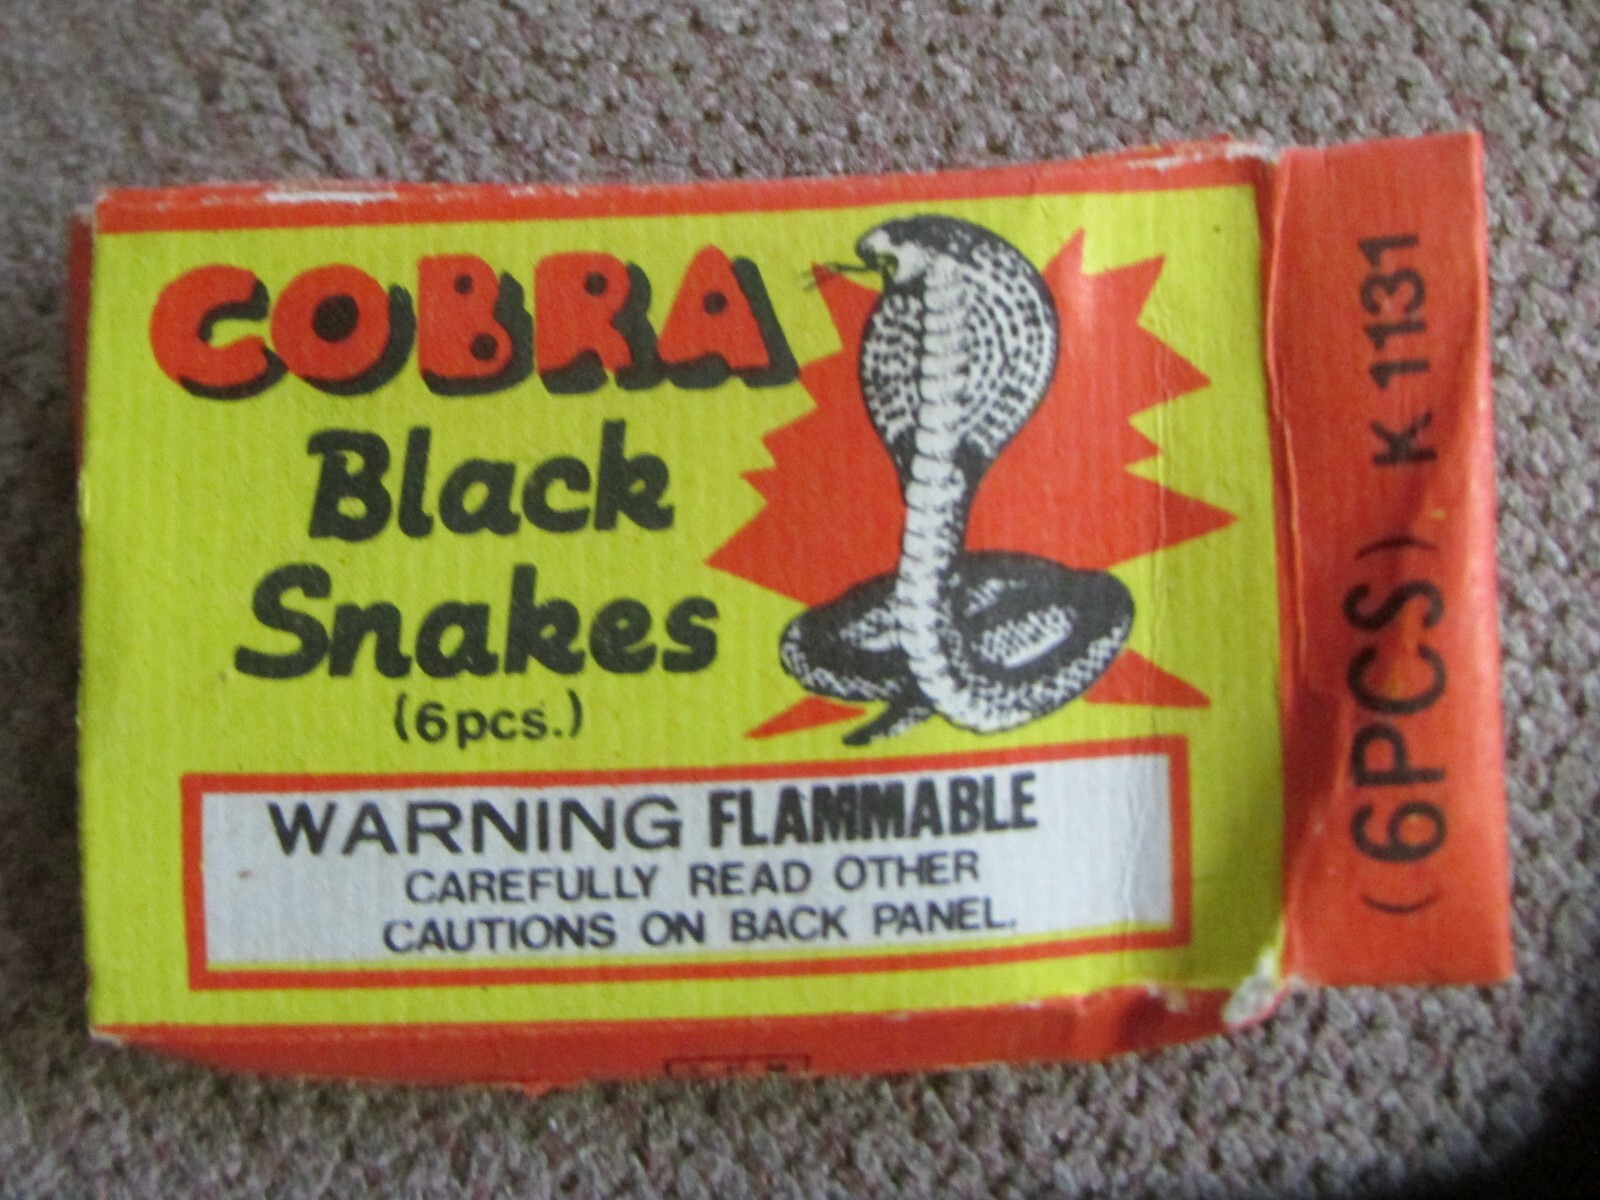 COBRA
Black
Snakes
(6pcs.)
WARNING FLAMMABLE
CAREFULLY READ OTHER
CAUTIONS ON BACK PANEL.
(6PCS) K 1131